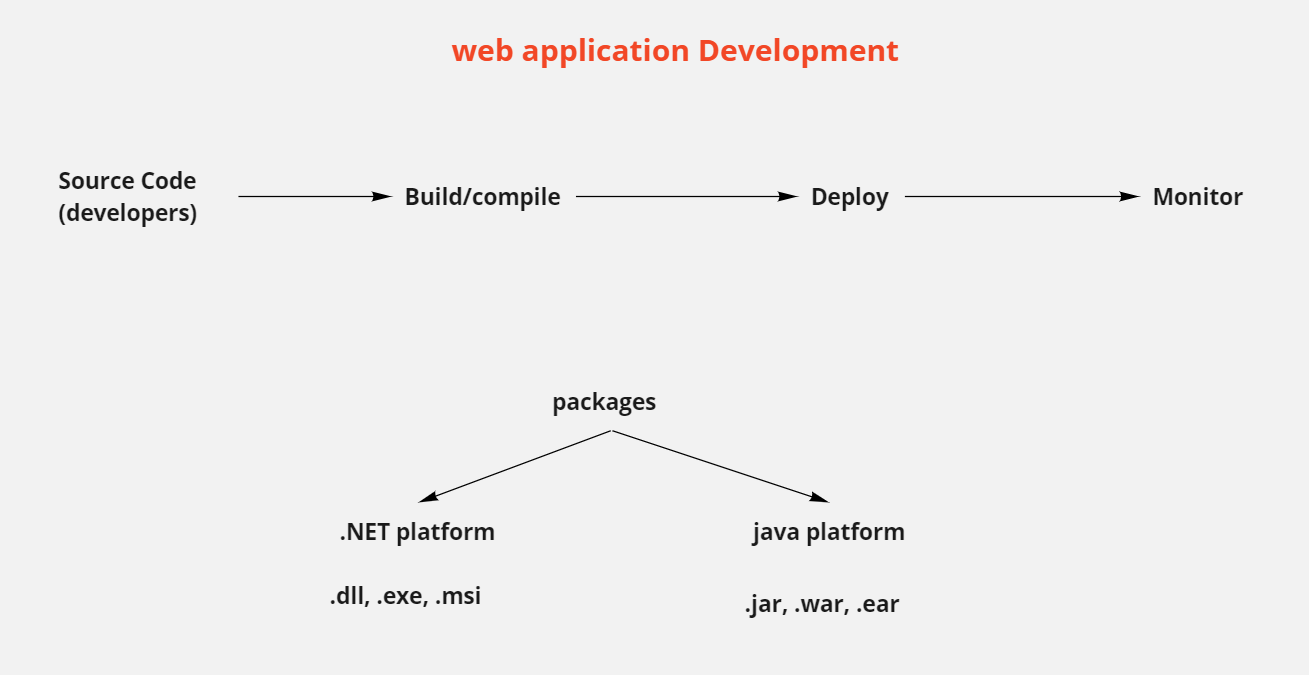 web application Development
Source Code
(developers)
Build/compile
Deploy
Monitor
packages
.NET platform
java platform
.dll, .exe, .msi
.jar, .war, .ear